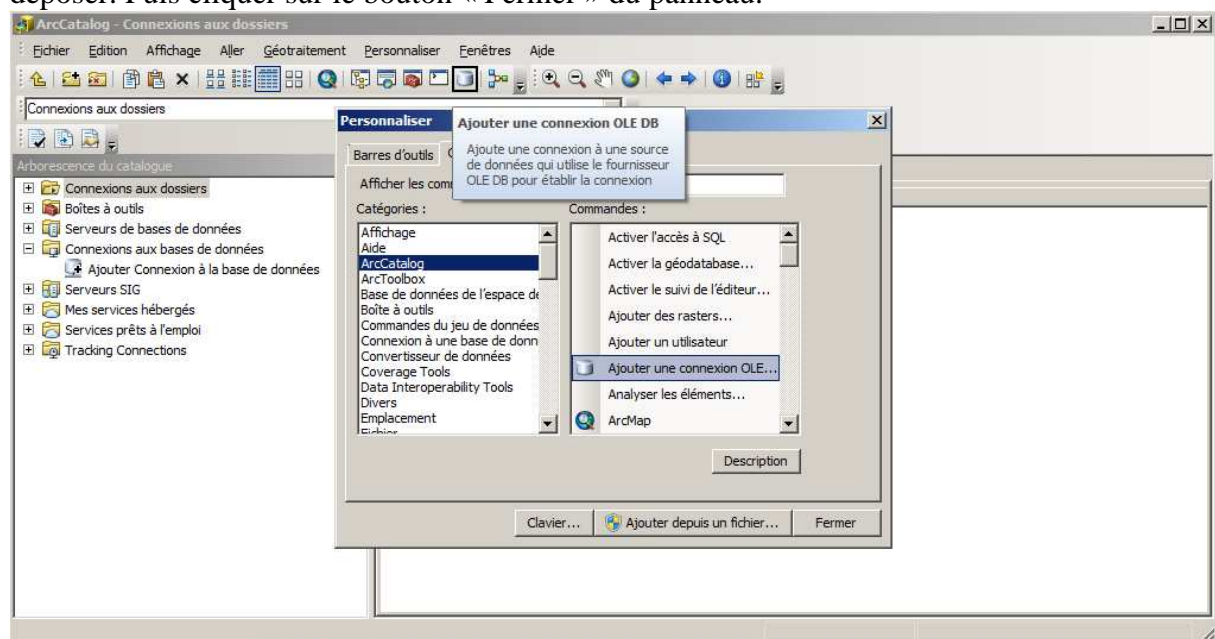 déposer. Puis cliquer sur le bouton « Fermer » du panneau.
ArcCatalog - Connexions aux dossiers
Fichier Edition Affichage Aller Géotraitement Personnaliser Fenêtres Aide
Connexions aux dossiers
Arborescence du catalogue
Connexions aux dossiers
Boîtes à outils
Serveurs de bases de données
Connexions aux bases de données
Ajouter Connexion à la base de données
Serveurs SIG
Mes services hébergés
Services prêts à l'emploi
Tracking Connections
Personnaliser
Ajouter une connexion OLE DB
Ajoute une connexion à une source
de données qui utilise le fournisseur
OLE DB pour établir la connexion
Barres d'outils
Afficher les com
Catégories :
Affichage
Aide
ArcCatalog
ArcToolbox
Base de données de l'espace de
Boîte à outils
Commandes du jeu de données
Connexion à une base de donn
Convertisseur de données
Coverage Tools
Data Interoperability Tools
Divers
Emplacement
Fichier
Commandes :
Activer l'accès à SQL
Activer la géodatabase...
Activer le suivi de l'éditeur...
Ajouter des rasters...
Ajouter un utilisateur
Ajouter une connexion OLE...
Analyser les éléments...
ArcMap
Description
Clavier... Ajouter depuis un fichier... Fermer